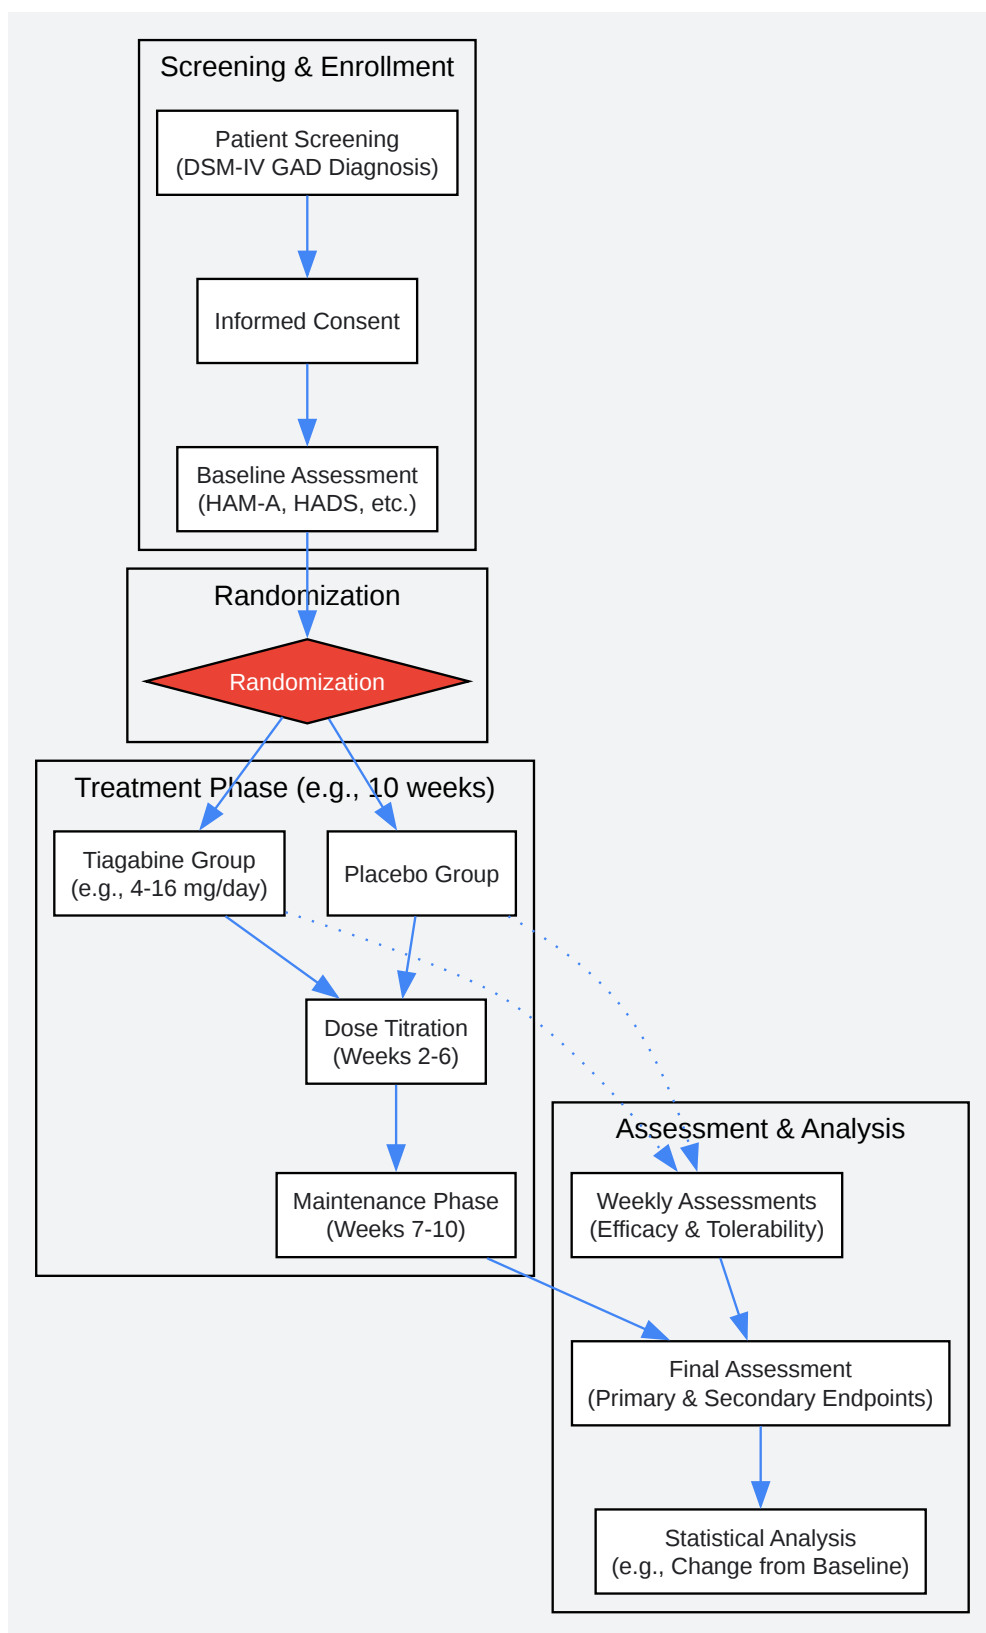 Screening & Enrollment
Patient Screening
(DSM-IV GAD Diagnosis)
Informed Consent
Baseline Assessment
(HAM-A, HADS, etc.)
Randomization
Randomization
Treatment Phase (e.g., 10 weeks)
Tiagabine Group
(e.g., 4-16 mg/day)
Placebo Group
Dose Titration
(Weeks 2-6)
Maintenance Phase
(Weeks 7-10)
Assessment & Analysis
Weekly Assessments
(Efficacy & Tolerability)
Final Assessment
(Primary & Secondary Endpoints)
Statistical Analysis
(e.g., Change from Baseline)